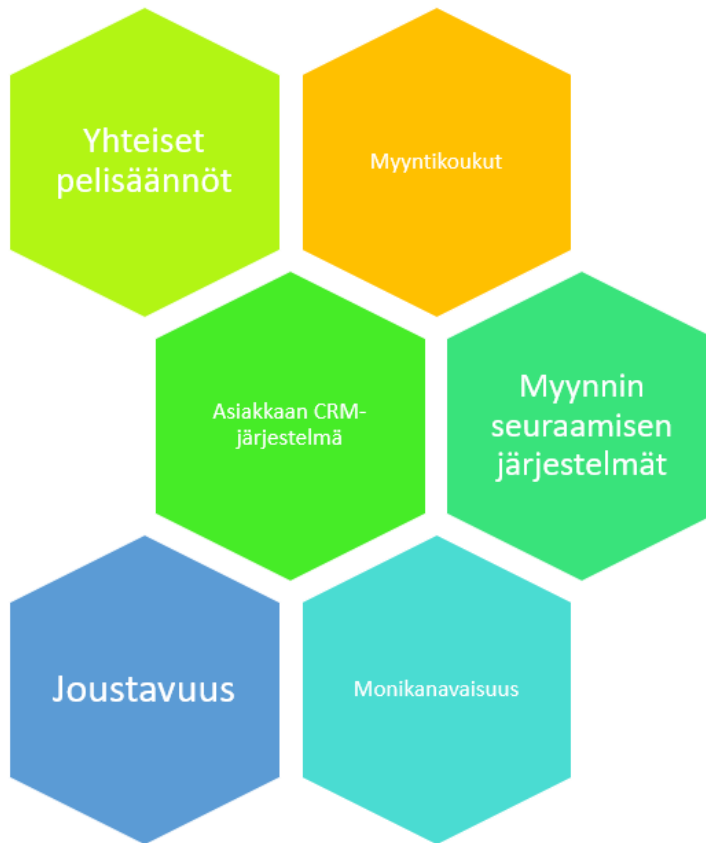 Yhteiset
pelisäännöt
Myyntikoukut
Asiakkaan CRM-
järjestelmä
Myynnin
seuraamisen
järjestelmät
Joustavuus
Monikanavaisuus